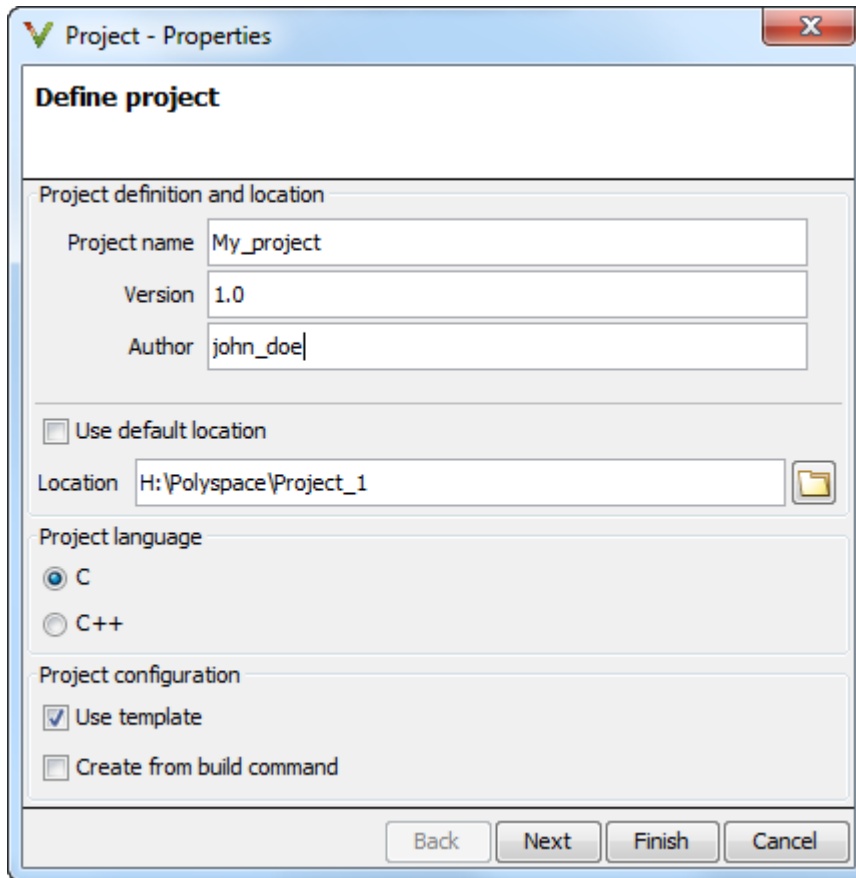 Project - Properties
Define project
Project definition and location
Project name My_project
Version 1.0
Author john_doe
Use default location
Location H:\Polyspace\Project_1
Project language
C
C++
Project configuration
Use template
Create from build command
Back Next Finish Cancel